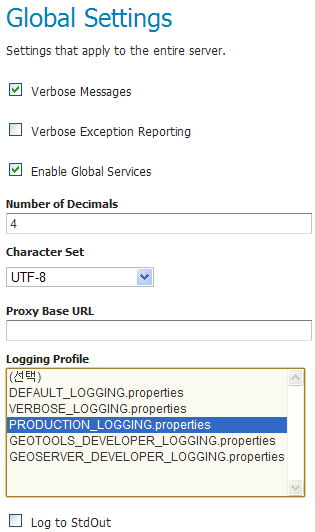 Global Settings
Settings that apply to the entire server.
Verbose Messages
Verbose Exception Reporting
Enable Global Services
Number of Decimals
4
Character Set
UTF-8
Proxy Base URL
Logging Profile
(선택)
DEFAULT_LOGGING.properties
VERBOSE_LOGGING.properties
PRODUCTION_LOGGING.properties
GEOTOOLS_DEVELOPER_LOGGING.properties
GEOSERVER_DEVELOPER_LOGGING.properties
Log to StdOut